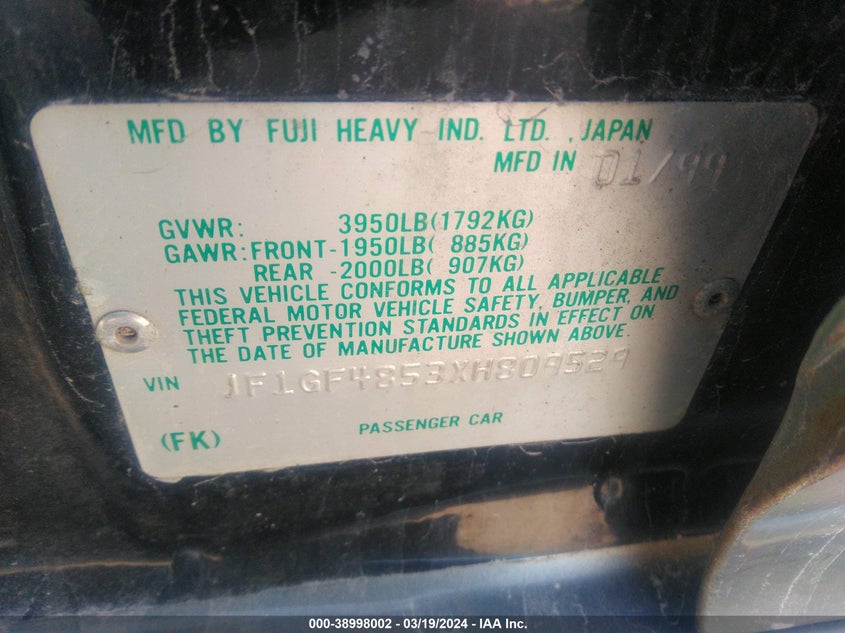 MFD BY FUJI HEAVY IND. LTD. , JAPAN
MFD IN 01/99
GVWR: 3950LB(1792KG)
GAWR:FRONT-1950LB( 885KG)
REAR -2000LB( 907KG)
THIS VEHICLE CONFORMS TO ALL APPLICABLE
FEDERAL MOTOR VEHICLE SAFETY, BUMPER, AND
THEFT PREVENTION STANDARDS IN EFFECT ON
THE DATE OF MANUFACTURE SHOWN ABOVE.
VIN JF1GF4853XH809529
(FK) PASSENGER CAR
000-38998002 - 03/19/2024 - IAA Inc.